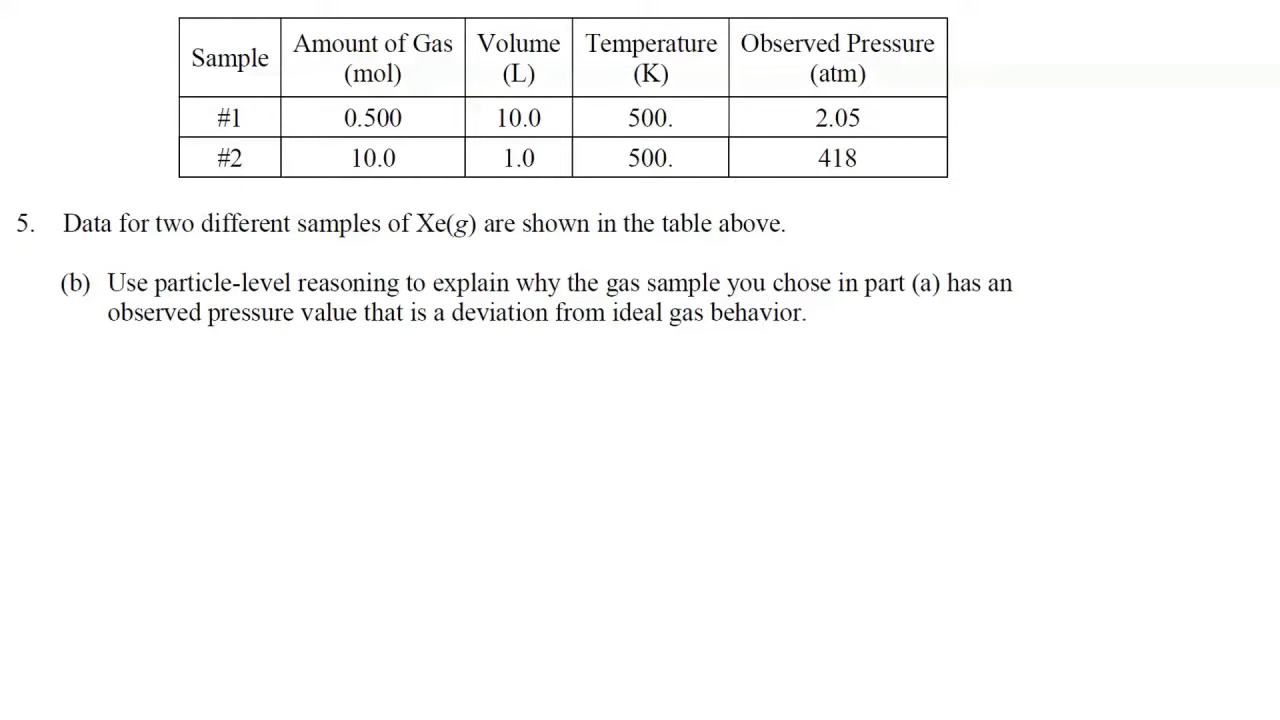 Sample Amount of Gas (mol) Volume (L) Temperature (K) Observed Pressure (atm)
#1 0.500 10.0 500. 2.05
#2 10.0 1.0 500. 418
5. Data for two different samples of Xe(g) are shown in the table above.
(b) Use particle-level reasoning to explain why the gas sample you chose in part (a) has an
observed pressure value that is a deviation from ideal gas behavior.